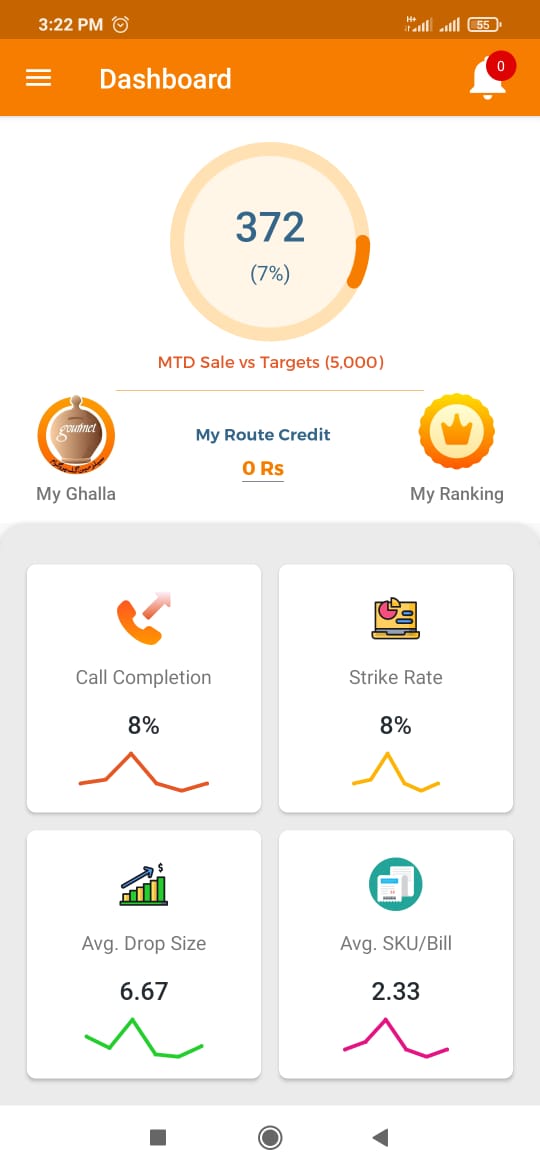 3:22 PM
H+
55
Dashboard
0
372
(7%)
MTD Sale vs Targets (5,000)
gourmet
My Route Credit
0 Rs
My Ghalla
My Ranking
Call Completion
8%
Strike Rate
8%
$
Avg. Drop Size
6.67
Avg. SKU/Bill
2.33